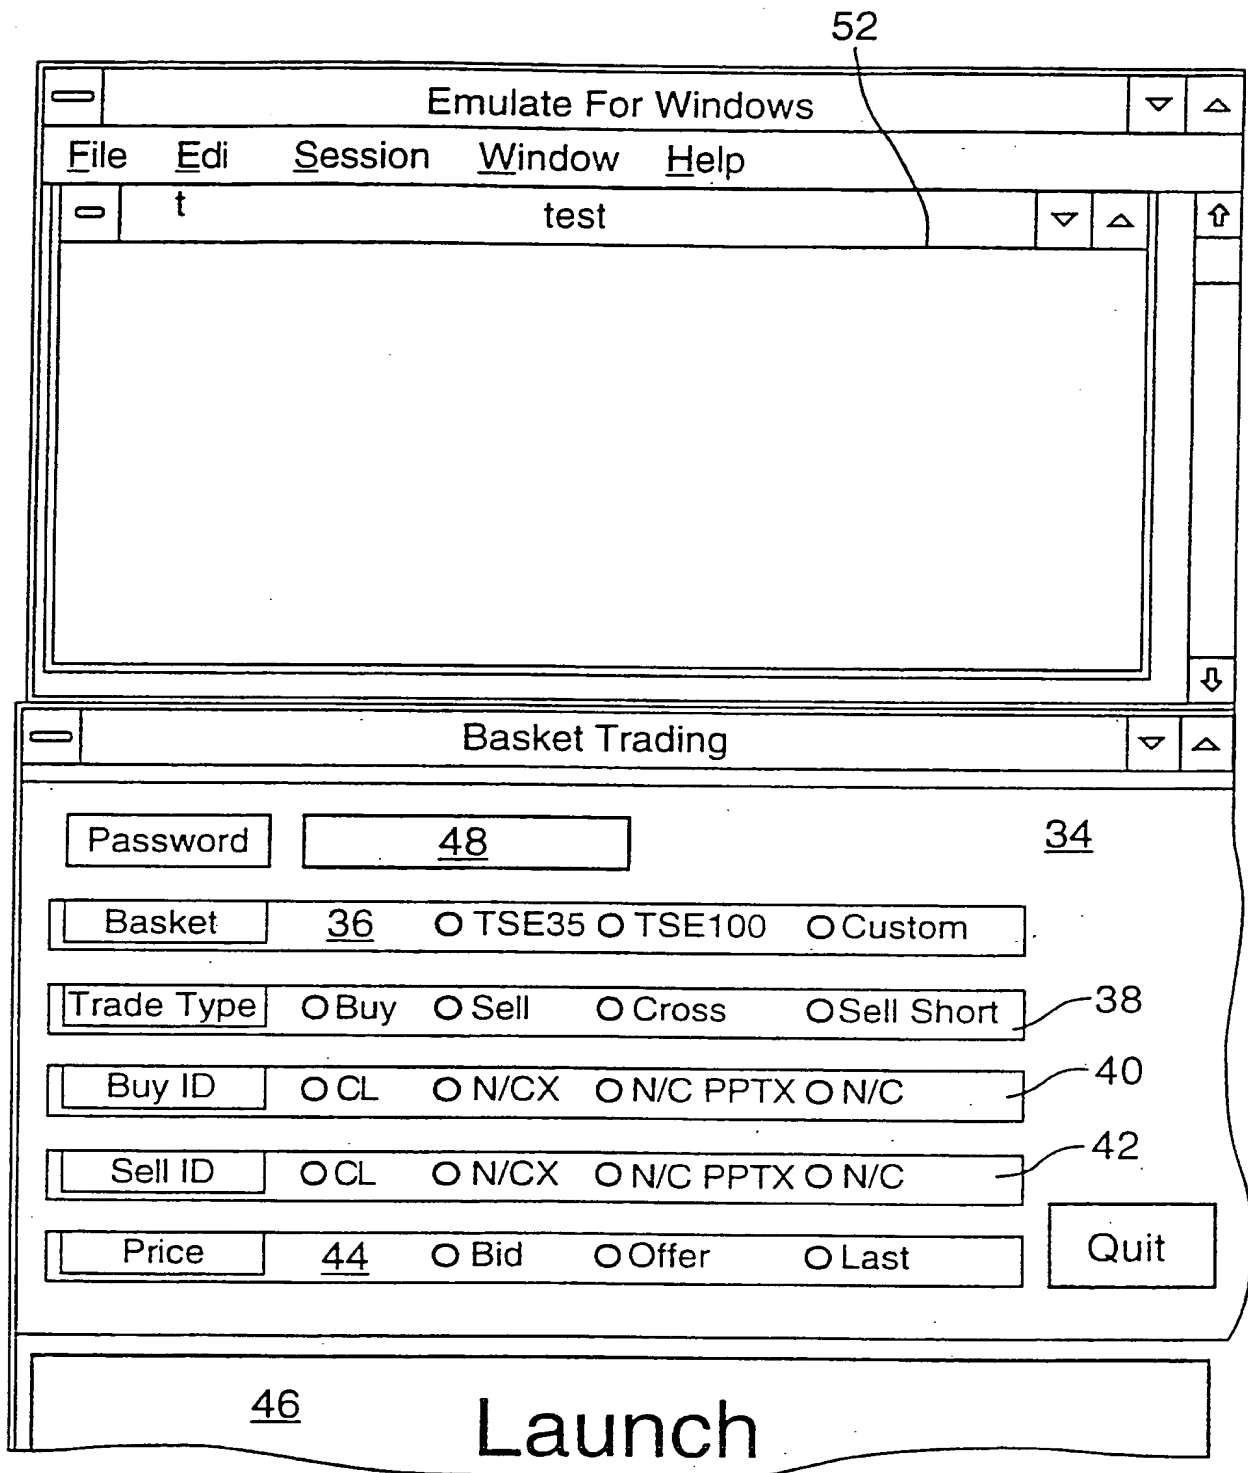 52
Emulate For Windows
File Edi Session Window Help
t test
Basket Trading
Password 48 34
Basket 36 TSE35 TSE100 Custom
Trade Type Buy Sell Cross Sell Short 38
Buy ID CL N/CX N/C PPTX N/C 40
Sell ID CL N/CX N/C PPTX N/C 42
Price 44 Bid Offer Last Quit
46 Launch